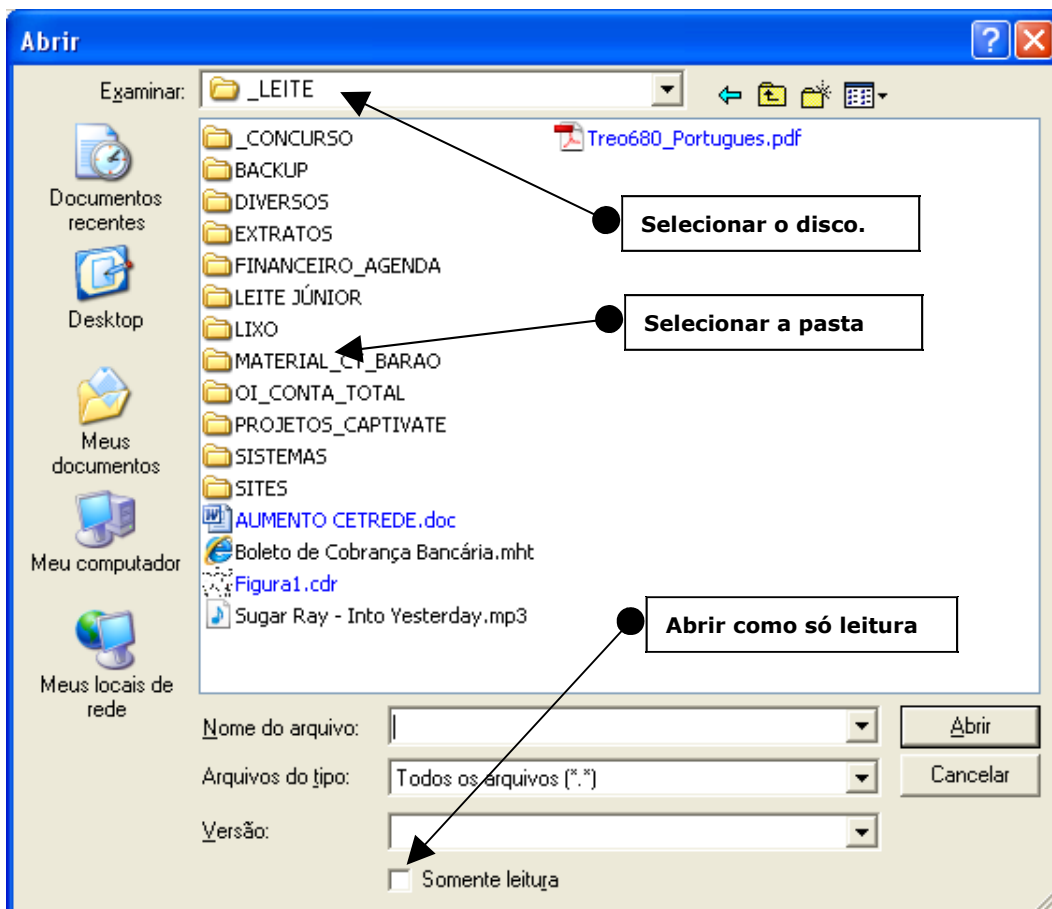 Abrir
Examinar:
_LEITE
Documentos
recentes
Desktop
Meus
documentos
Meu computador
Meus locais de
rede
_CONCURSO
BACKUP
DIVERSOS
EXTRATOS
FINANCEIRO_AGENDA
LEITE JÚNIOR
LIXO
MATERIAL_CT_BARAO
OI_CONTA_TOTAL
PROJETOS_CAPTIVATE
SISTEMAS
SITES
AUMENTO CETREDE.doc
Boleto de Cobrança Bancária.mht
Figura1.cdr
Sugar Ray - Into Yesterday.mp3
Treo680_Portugues.pdf
Selecionar o disco.
Selecionar a pasta
Abrir como só leitura
Nome do arquivo:
Abrir
Arquivos do tipo:
Todos os arquivos (*.*)
Cancelar
Versão:
Somente leitura